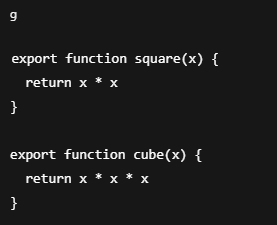 g
export function square(x) {
  return x * x
}
export function cube(x) {
  return x * x * x
}